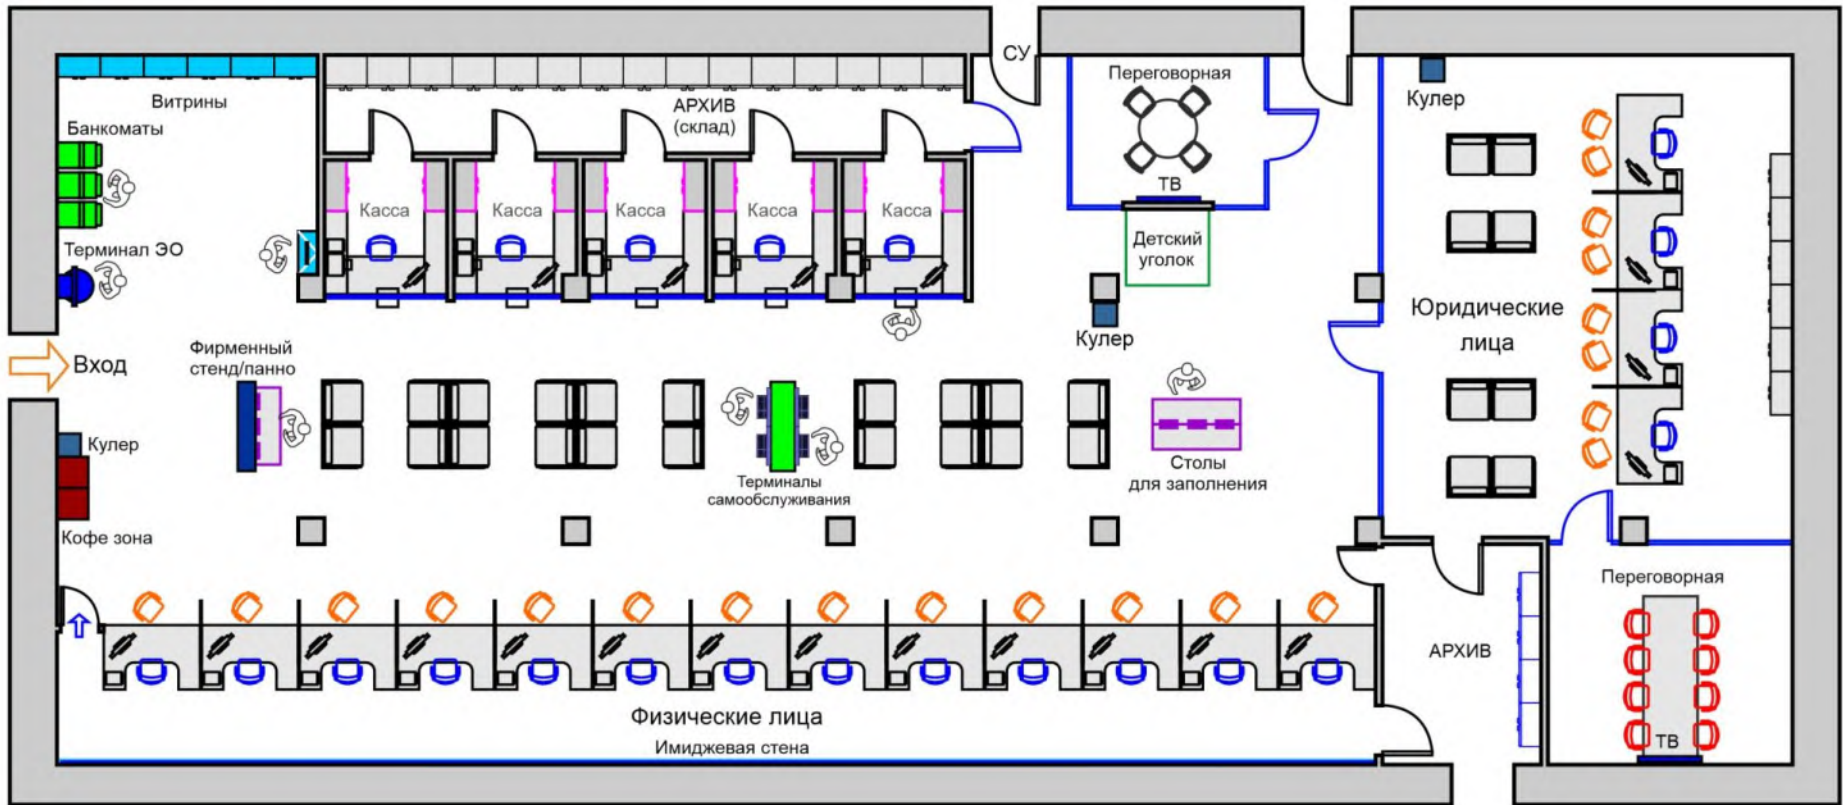 СУ
Витрины
Банкоматы
АРХИВ
(склад)
Переговорная
ТВ
Кулер
Касса
Касса
Касса
Касса
Касса
Терминал ЭО
Детский
уголок
Юридические
лица
Кулер
Вход
Фирменный
стенд/панно
Кулер
Терминалы
самообслуживания
Столы
для заполнения
Кофе зона
Переговорная
АРХИВ
ТВ
Физические лица
Имиджевая стена